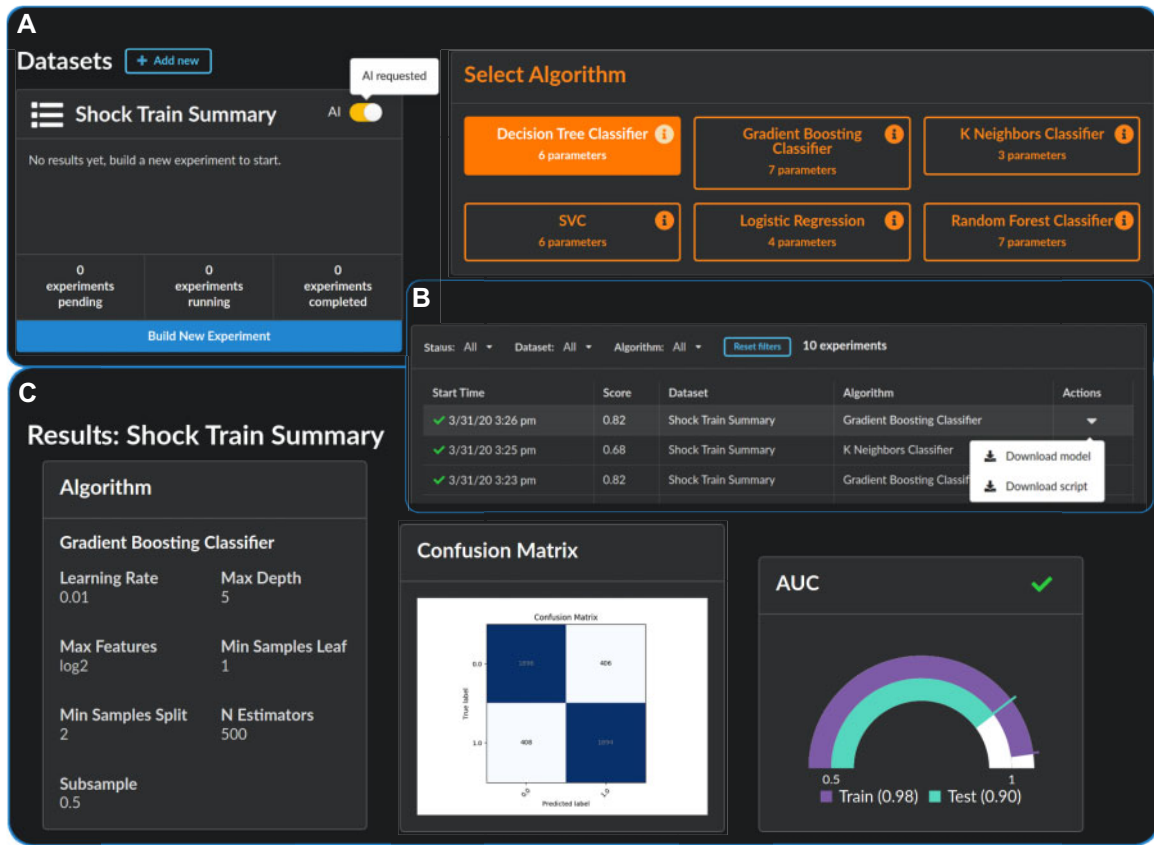 A
Datasets + Add new
AI requested
Shock Train Summary AI
No results yet, build a new experiment to start.
0 experiments pending
0 experiments running
0 experiments completed
Build New Experiment
Select Algorithm
Decision Tree Classifier i
6 parameters
Gradient Boosting Classifier i
7 parameters
K Neighbors Classifier i
3 parameters
SVC i
6 parameters
Logistic Regression i
4 parameters
Random Forest Classifier i
7 parameters
B
Staus: All Dataset: All Algorithm: All Reset filters 10 experiments
Start Time Score Dataset Algorithm Actions
3/31/20 3:26 pm 0.82 Shock Train Summary Gradient Boosting Classifier
3/31/20 3:25 pm 0.68 Shock Train Summary K Neighbors Classifier
3/31/20 3:23 pm 0.82 Shock Train Summary Gradient Boosting Classif
Download model
Download script
C
Results: Shock Train Summary
Algorithm
Gradient Boosting Classifier
Learning Rate Max Depth
0.01 5
Max Features Min Samples Leaf
log2 1
Min Samples Split N Estimators
2 500
Subsample
0.5
Confusion Matrix
Confusion Matrix
True label
0.0 406
1.0 408 1894
0.0 1.0
Predicted label
AUC
0.5 1
Train (0.98) Test (0.90)